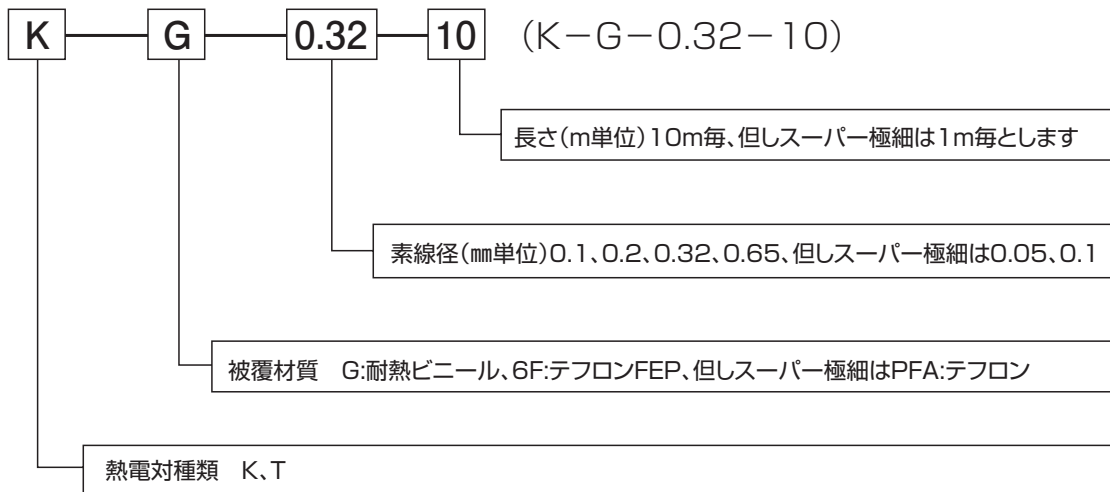 K G 0.32 10 (K－G－0.32－10)
長さ(m単位)10m毎、但しスーパー極細は1m毎とします
素線径(㎜単位)0.1、0.2、0.32、0.65、但しスーパー極細は0.05、0.1
被覆材質　G:耐熱ビニール、6F:テフロンFEP、但しスーパー極細はPFA:テフロン
熱電対種類　K、T